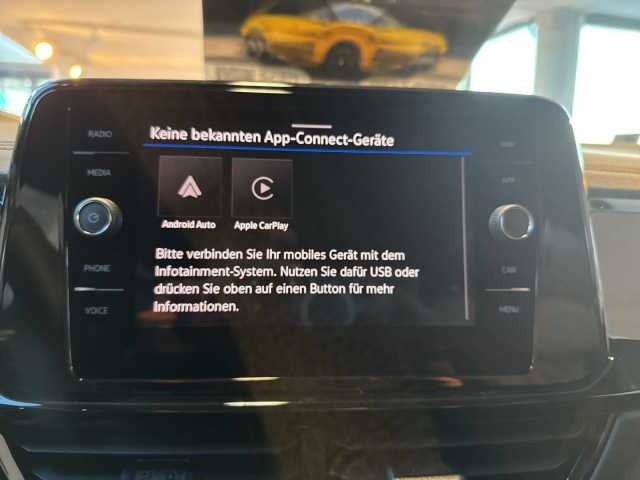 Keine bekannten App-Connect-Geräte
RADIO
MEDIA
PHONE
VOICE
Android Auto
Apple CarPlay
Bitte verbinden Sie Ihr mobiles Gerät mit dem
Infotainment-System. Nutzen Sie dafür USB oder
drücken Sie oben auf einen Button für mehr
Informationen.
APP
CAR
MENU